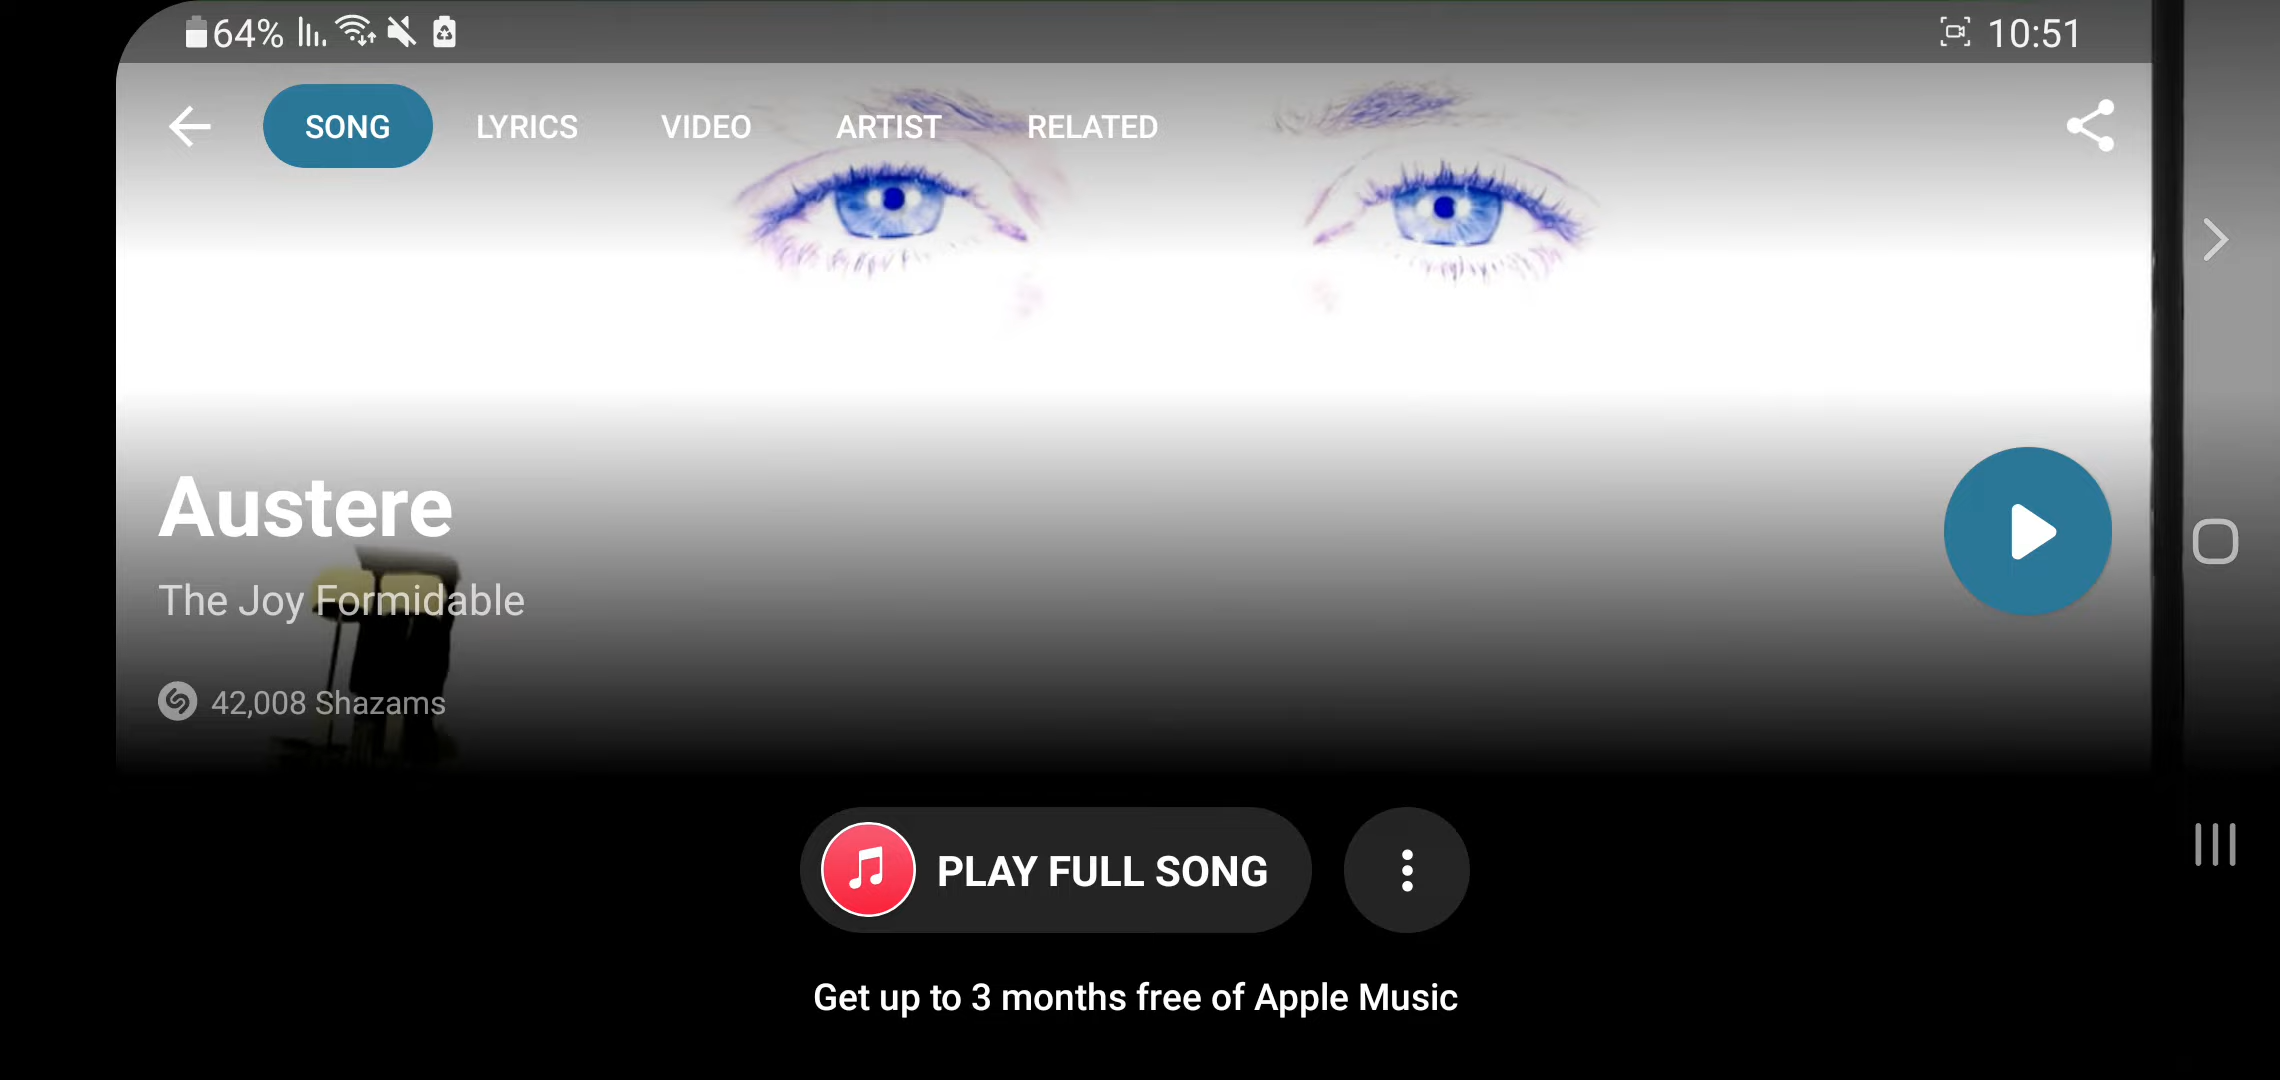 64%
10:51
SONG
LYRICS
VIDEO
ARTIST
RELATED
Austere
The Joy Formidable
42,008 Shazams
PLAY FULL SONG
Get up to 3 months free of Apple Music